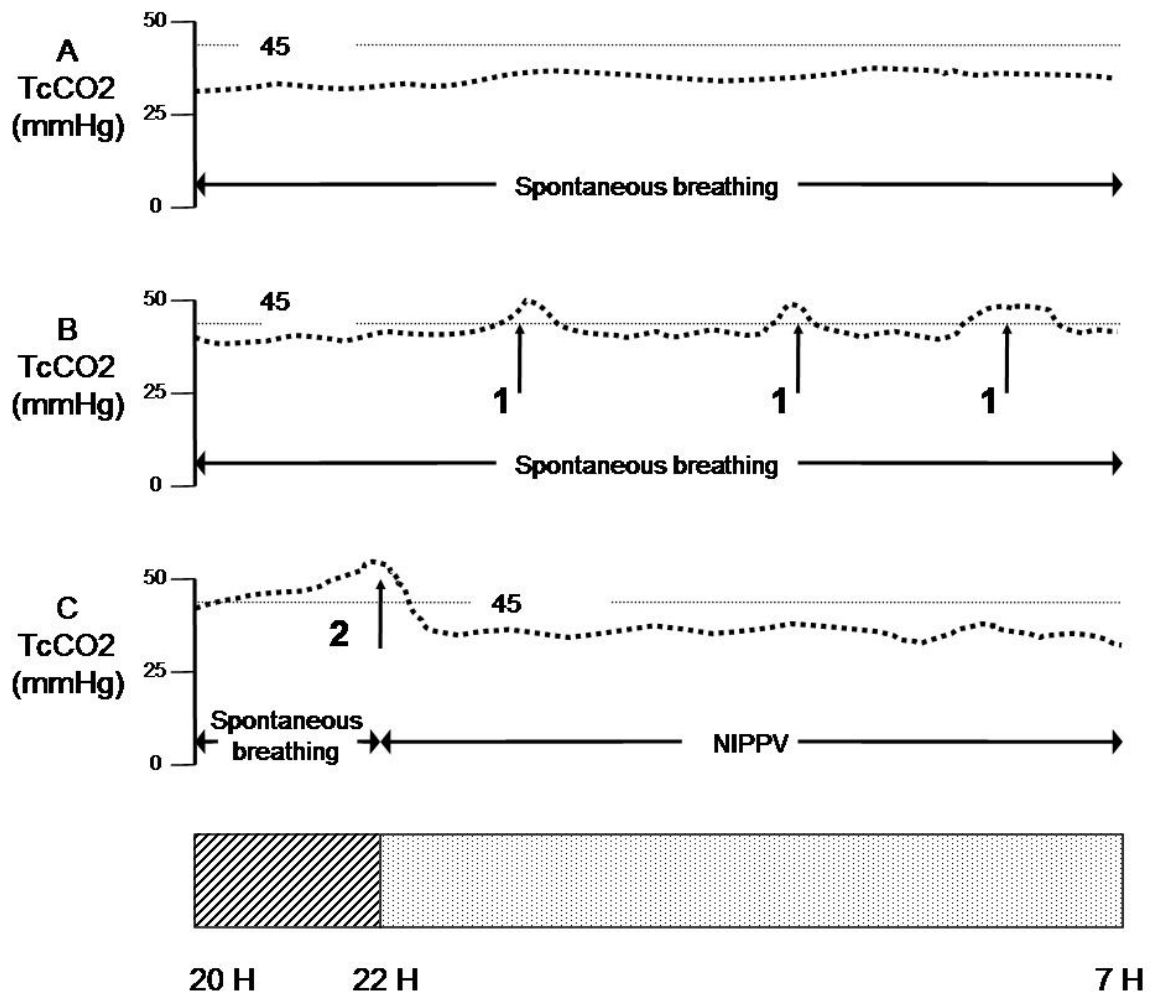 50
A
45
TcCO2
(mmHg)
25
Spontaneous breathing
0
50
B
45
TcCO2
(mmHg)
25
1 1 1
Spontaneous breathing
0
50
C
45
TcCO2
2
(mmHg)
25
Spontaneous
breathing
NIPPV
0
20 H 22 H 7 H